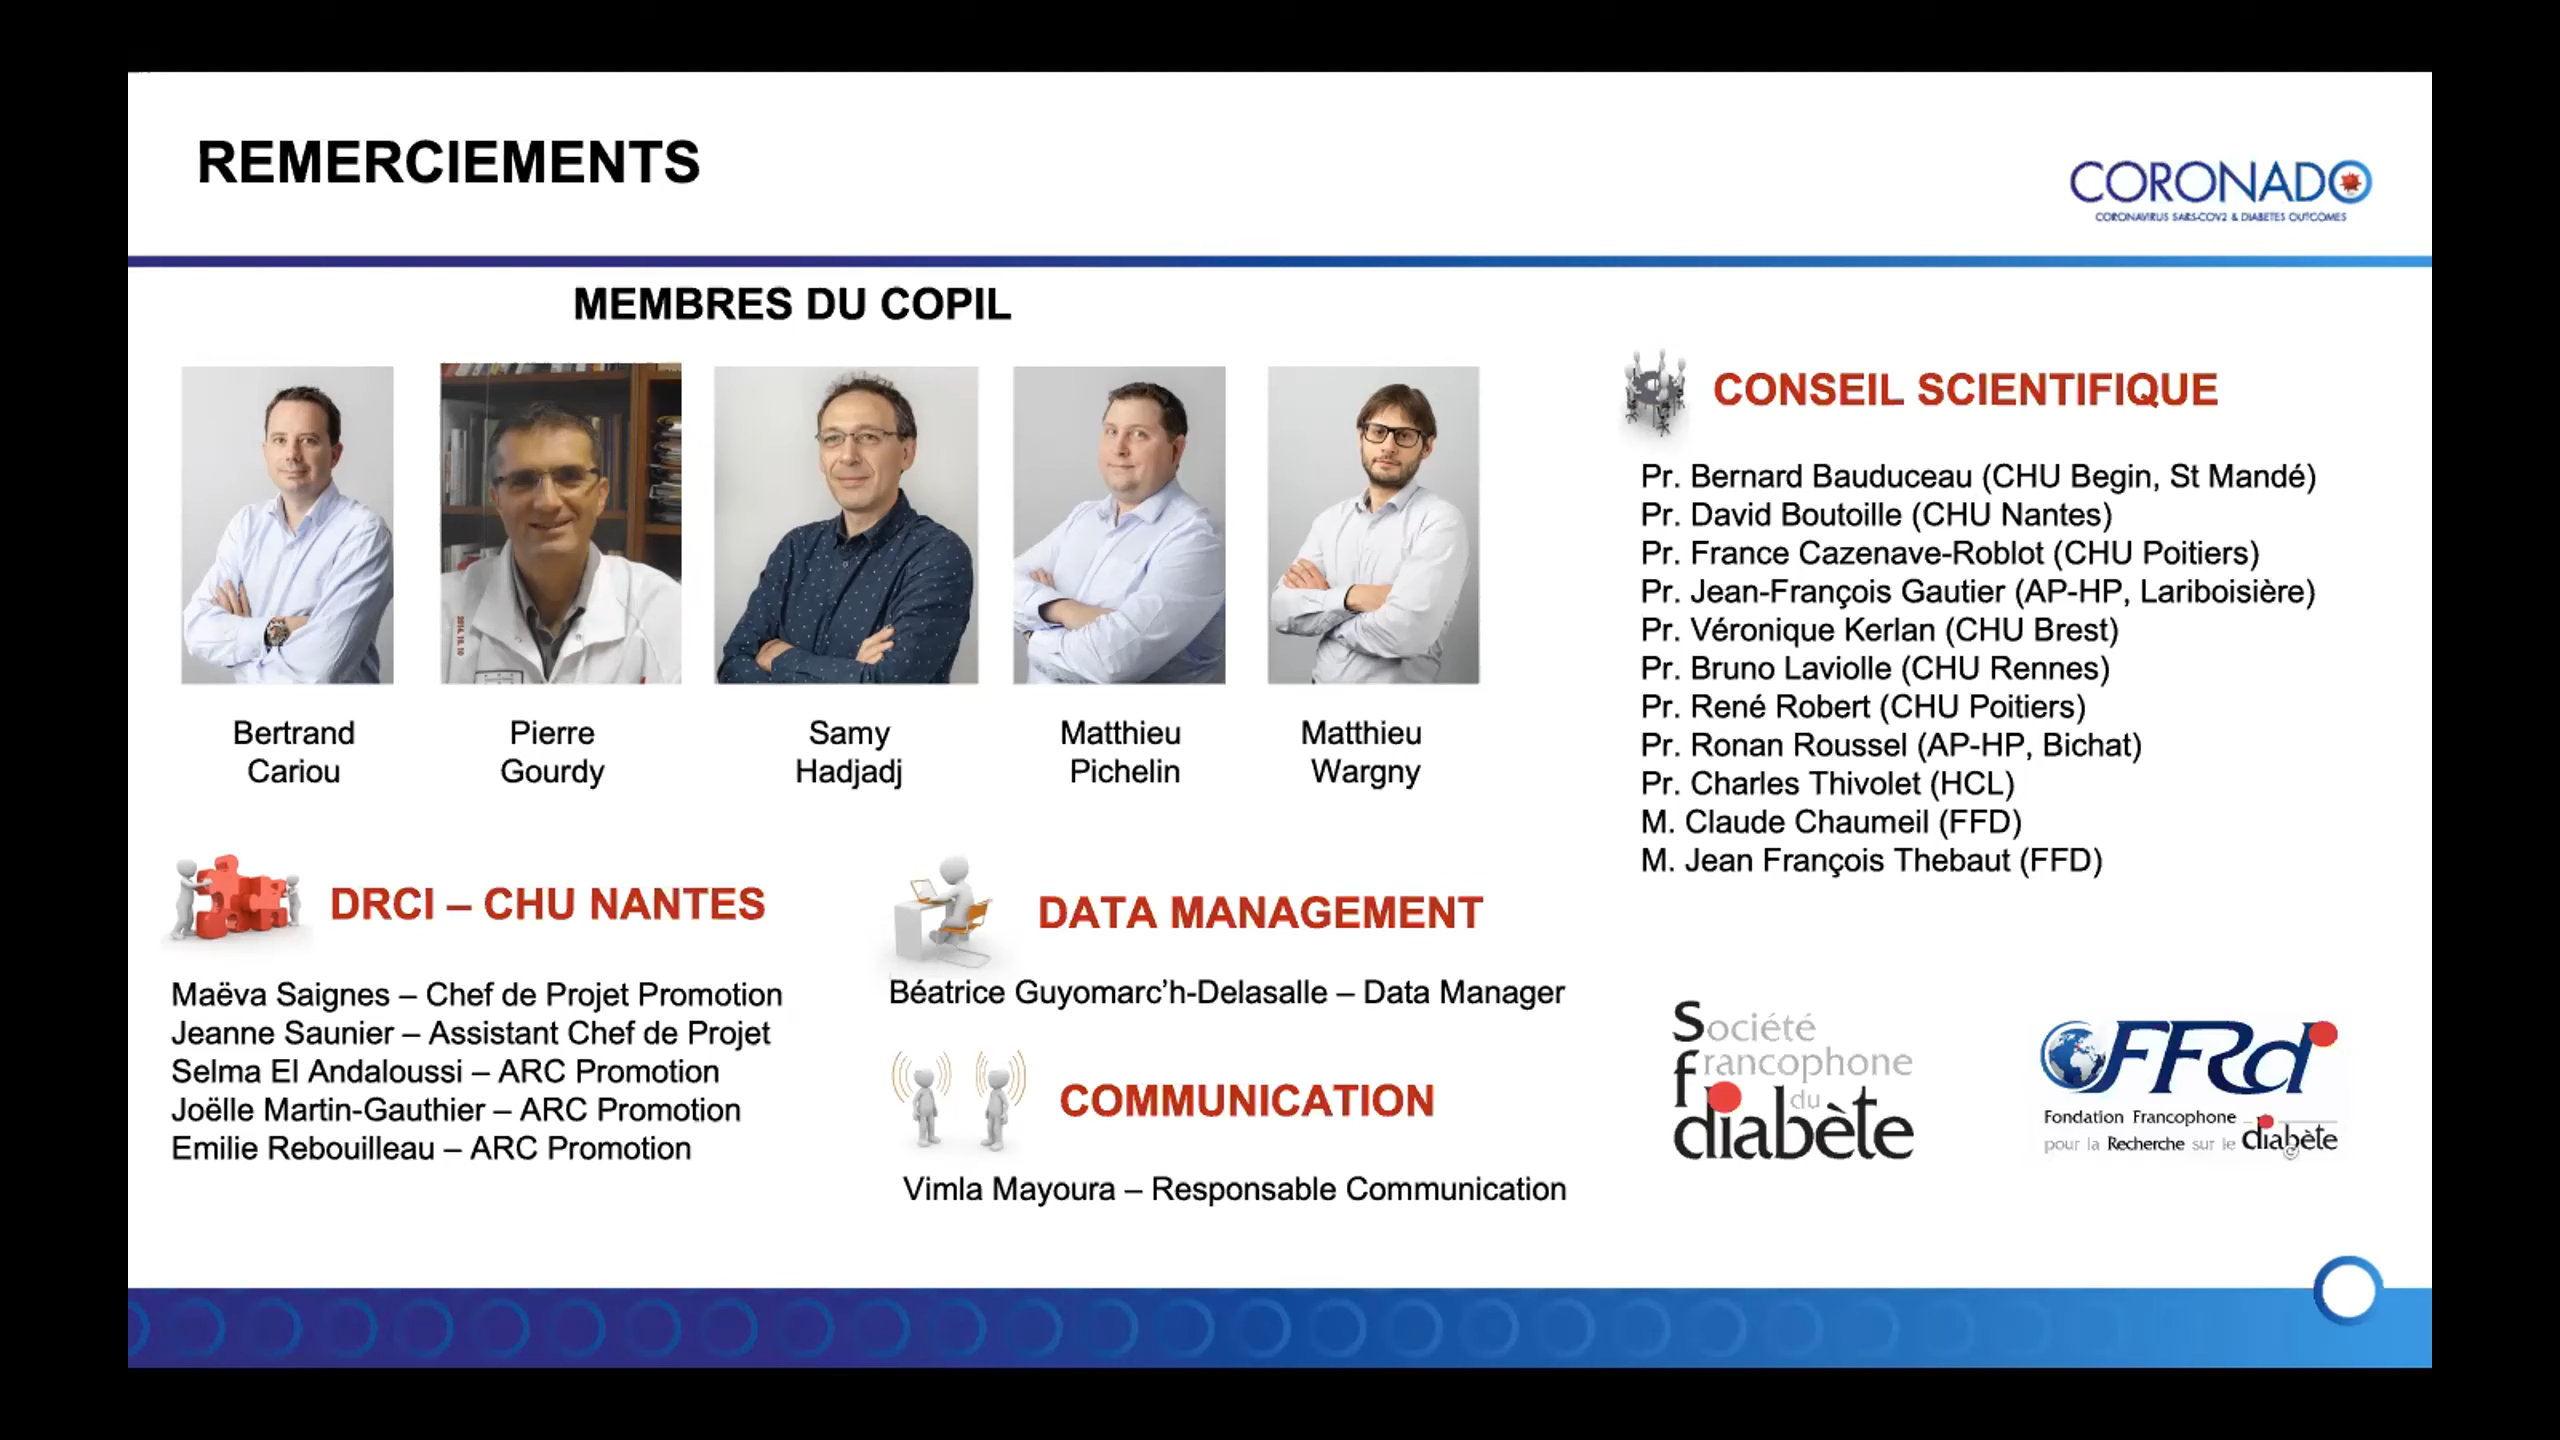 REMERCIEMENTS
CORONADO
CORONAVIRUS SARS-COV2 & DIABETES OUTCOMES
MEMBRES DU COPIL
2014.10.10
Bertrand
Cariou
Pierre
Gourdy
Samy
Hadjadj
Matthieu
Pichelin
Matthieu
Wargny
CONSEIL SCIENTIFIQUE
Pr. Bernard Bauduceau (CHU Begin, St Mandé)
Pr. David Boutoille (CHU Nantes)
Pr. France Cazenave-Roblot (CHU Poitiers)
Pr. Jean-François Gautier (AP-HP, Lariboisière)
Pr. Véronique Kerlan (CHU Brest)
Pr. Bruno Laviolle (CHU Rennes)
Pr. René Robert (CHU Poitiers)
Pr. Ronan Roussel (AP-HP, Bichat)
Pr. Charles Thivolet (HCL)
M. Claude Chaumeil (FFD)
M. Jean François Thebaut (FFD)
DRCI – CHU NANTES
Maëva Saignes – Chef de Projet Promotion
Jeanne Saunier – Assistant Chef de Projet
Selma El Andaloussi – ARC Promotion
Joëlle Martin-Gauthier – ARC Promotion
Emilie Rebouilleau – ARC Promotion
DATA MANAGEMENT
Béatrice Guyomarc’h-Delasalle – Data Manager
COMMUNICATION
Vimla Mayoura – Responsable Communication
Société
francophone
du
diabète
FFRd
Fondation Francophone
pour la Recherche sur le diabète